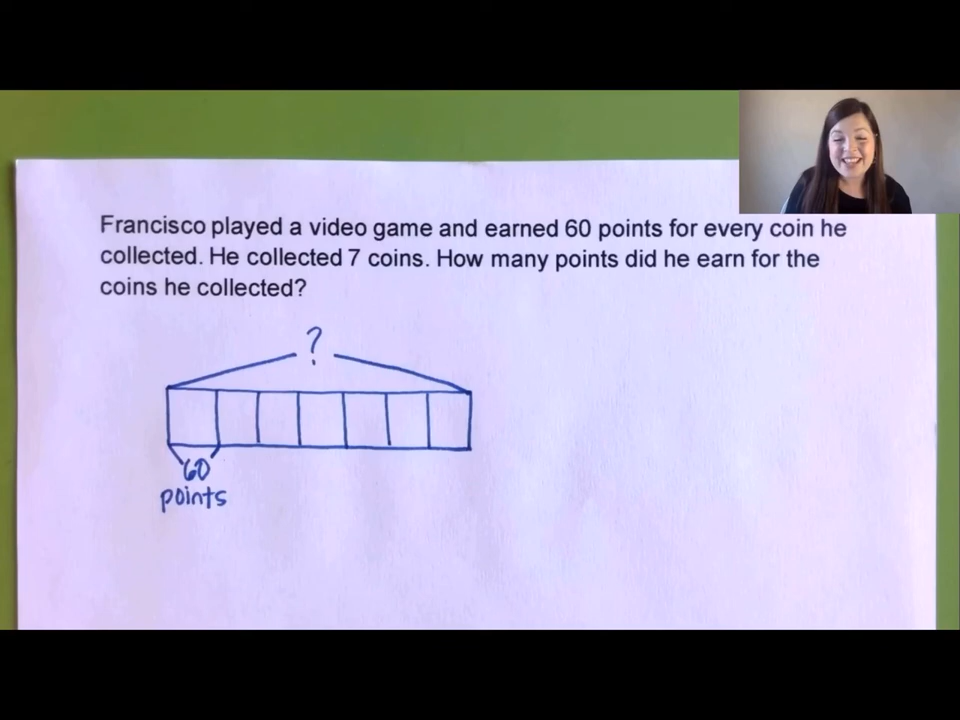 Francisco played a video game and earned 60 points for every coin he
collected. He collected 7 coins. How many points did he earn for the
coins he collected?
?
60
points